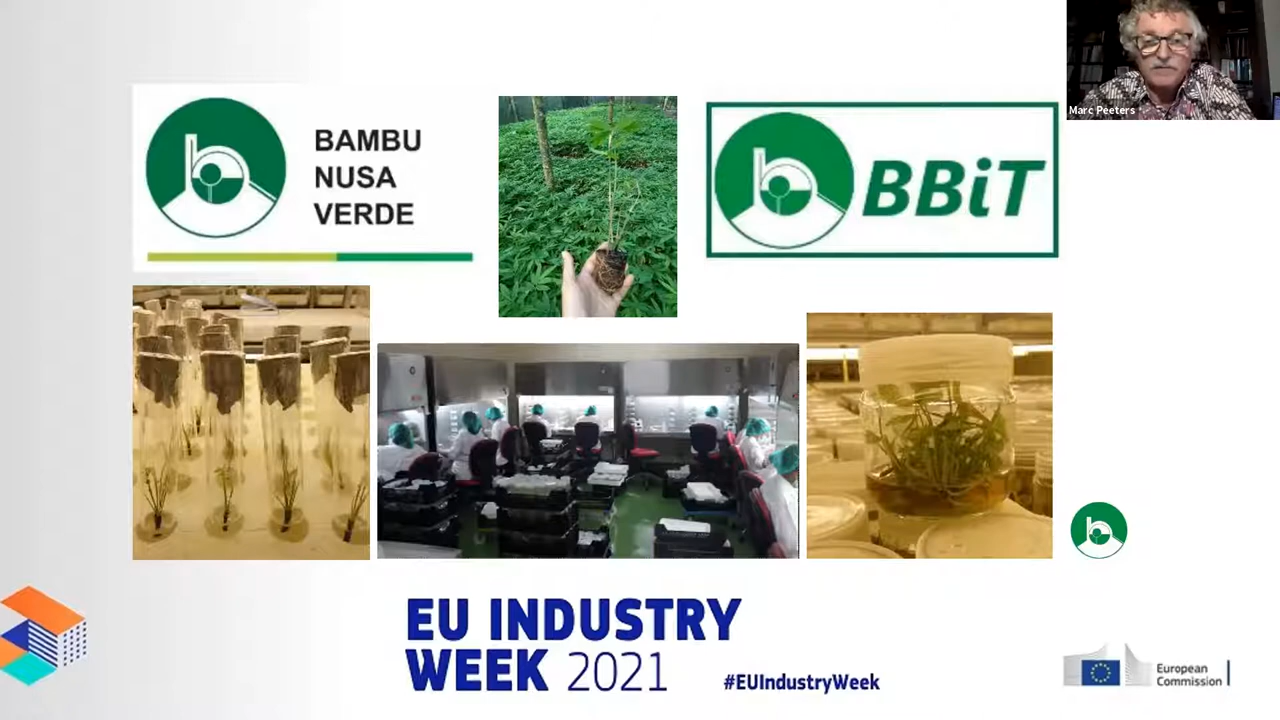 Marc Peeters
BAMBU
NUSA
VERDE
BBiT
EU INDUSTRY
WEEK 2021
#EUIndustryWeek
European
Commission